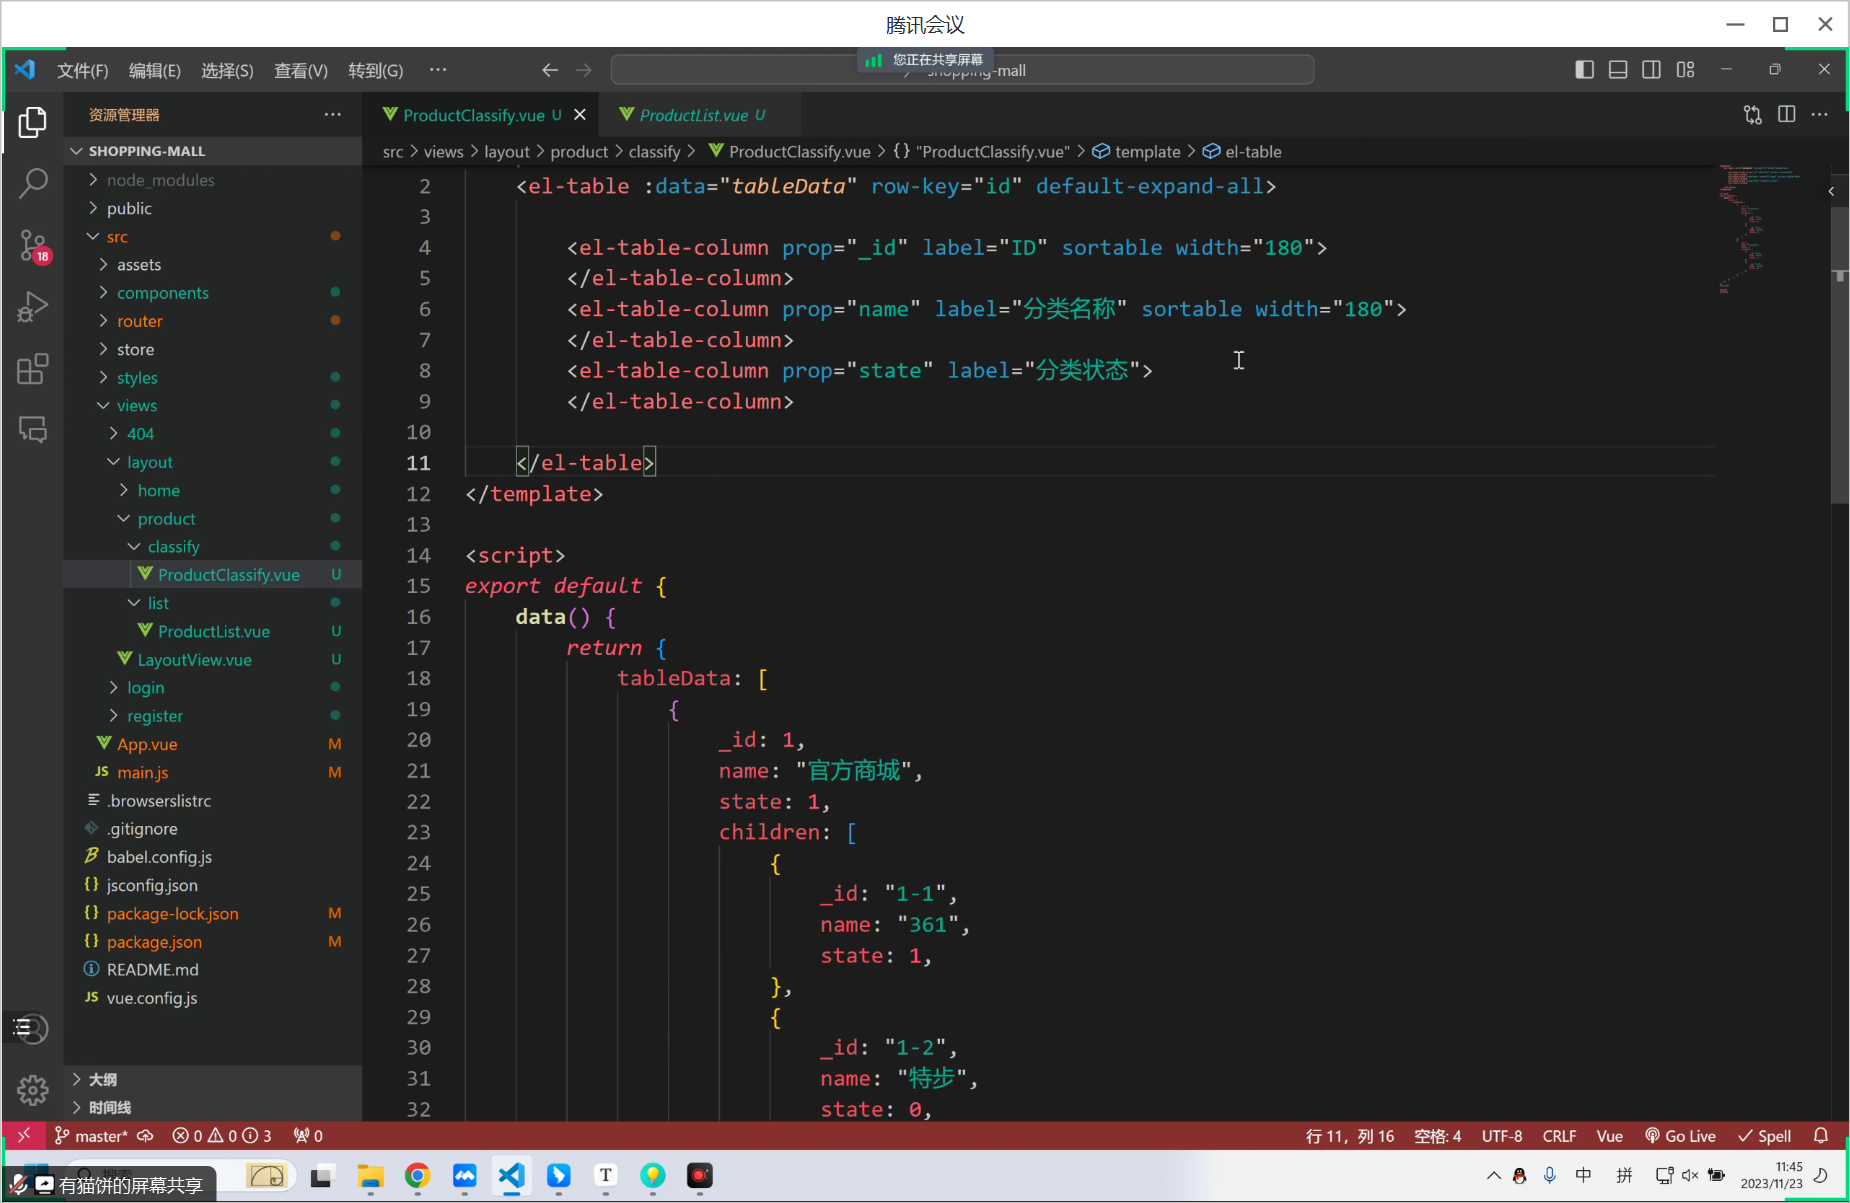 腾讯会议
您正在共享屏幕
文件(F) 编辑(E) 选择(S) 查看(V) 转到(G) ··· shopping-mall
资源管理器 ···
ProductClassify.vue U
ProductList.vue U
SHOPPING-MALL
src > views > layout > product > classify > ProductClassify.vue > {} "ProductClassify.vue" > template > el-table
node_modules
public
src
assets
components
router
store
styles
views
404
layout
home
product
classify
ProductClassify.vue U
list
ProductList.vue U
LayoutView.vue U
login
register
App.vue M
JS main.js M
.browserslistrc
.gitignore
babel.config.js
{} jsconfig.json
{} package-lock.json M
{} package.json M
README.md
JS vue.config.js
大纲
时间线
18
2 <el-table :data="tableData" row-key="id" default-expand-all>
3
4 <el-table-column prop="_id" label="ID" sortable width="180">
5 </el-table-column>
6 <el-table-column prop="name" label="分类名称" sortable width="180">
7 </el-table-column>
8 <el-table-column prop="state" label="分类状态">
9 </el-table-column>
10
11 </el-table>
12 </template>
13
14 <script>
15 export default {
16 data() {
17 return {
18 tableData: [
19 {
20 _id: 1,
21 name: "官方商城",
22 state: 1,
23 children: [
24 {
25 _id: "1-1",
26 name: "361",
27 state: 1,
28 },
29 {
30 _id: "1-2",
31 name: "特步",
32 state: 0,
master* 0 0 3 0 行 11，列 16 空格: 4 UTF-8 CRLF Vue Go Live Spell
搜索
有猫饼的屏幕共享
T
中 拼
11:45
2023/11/23